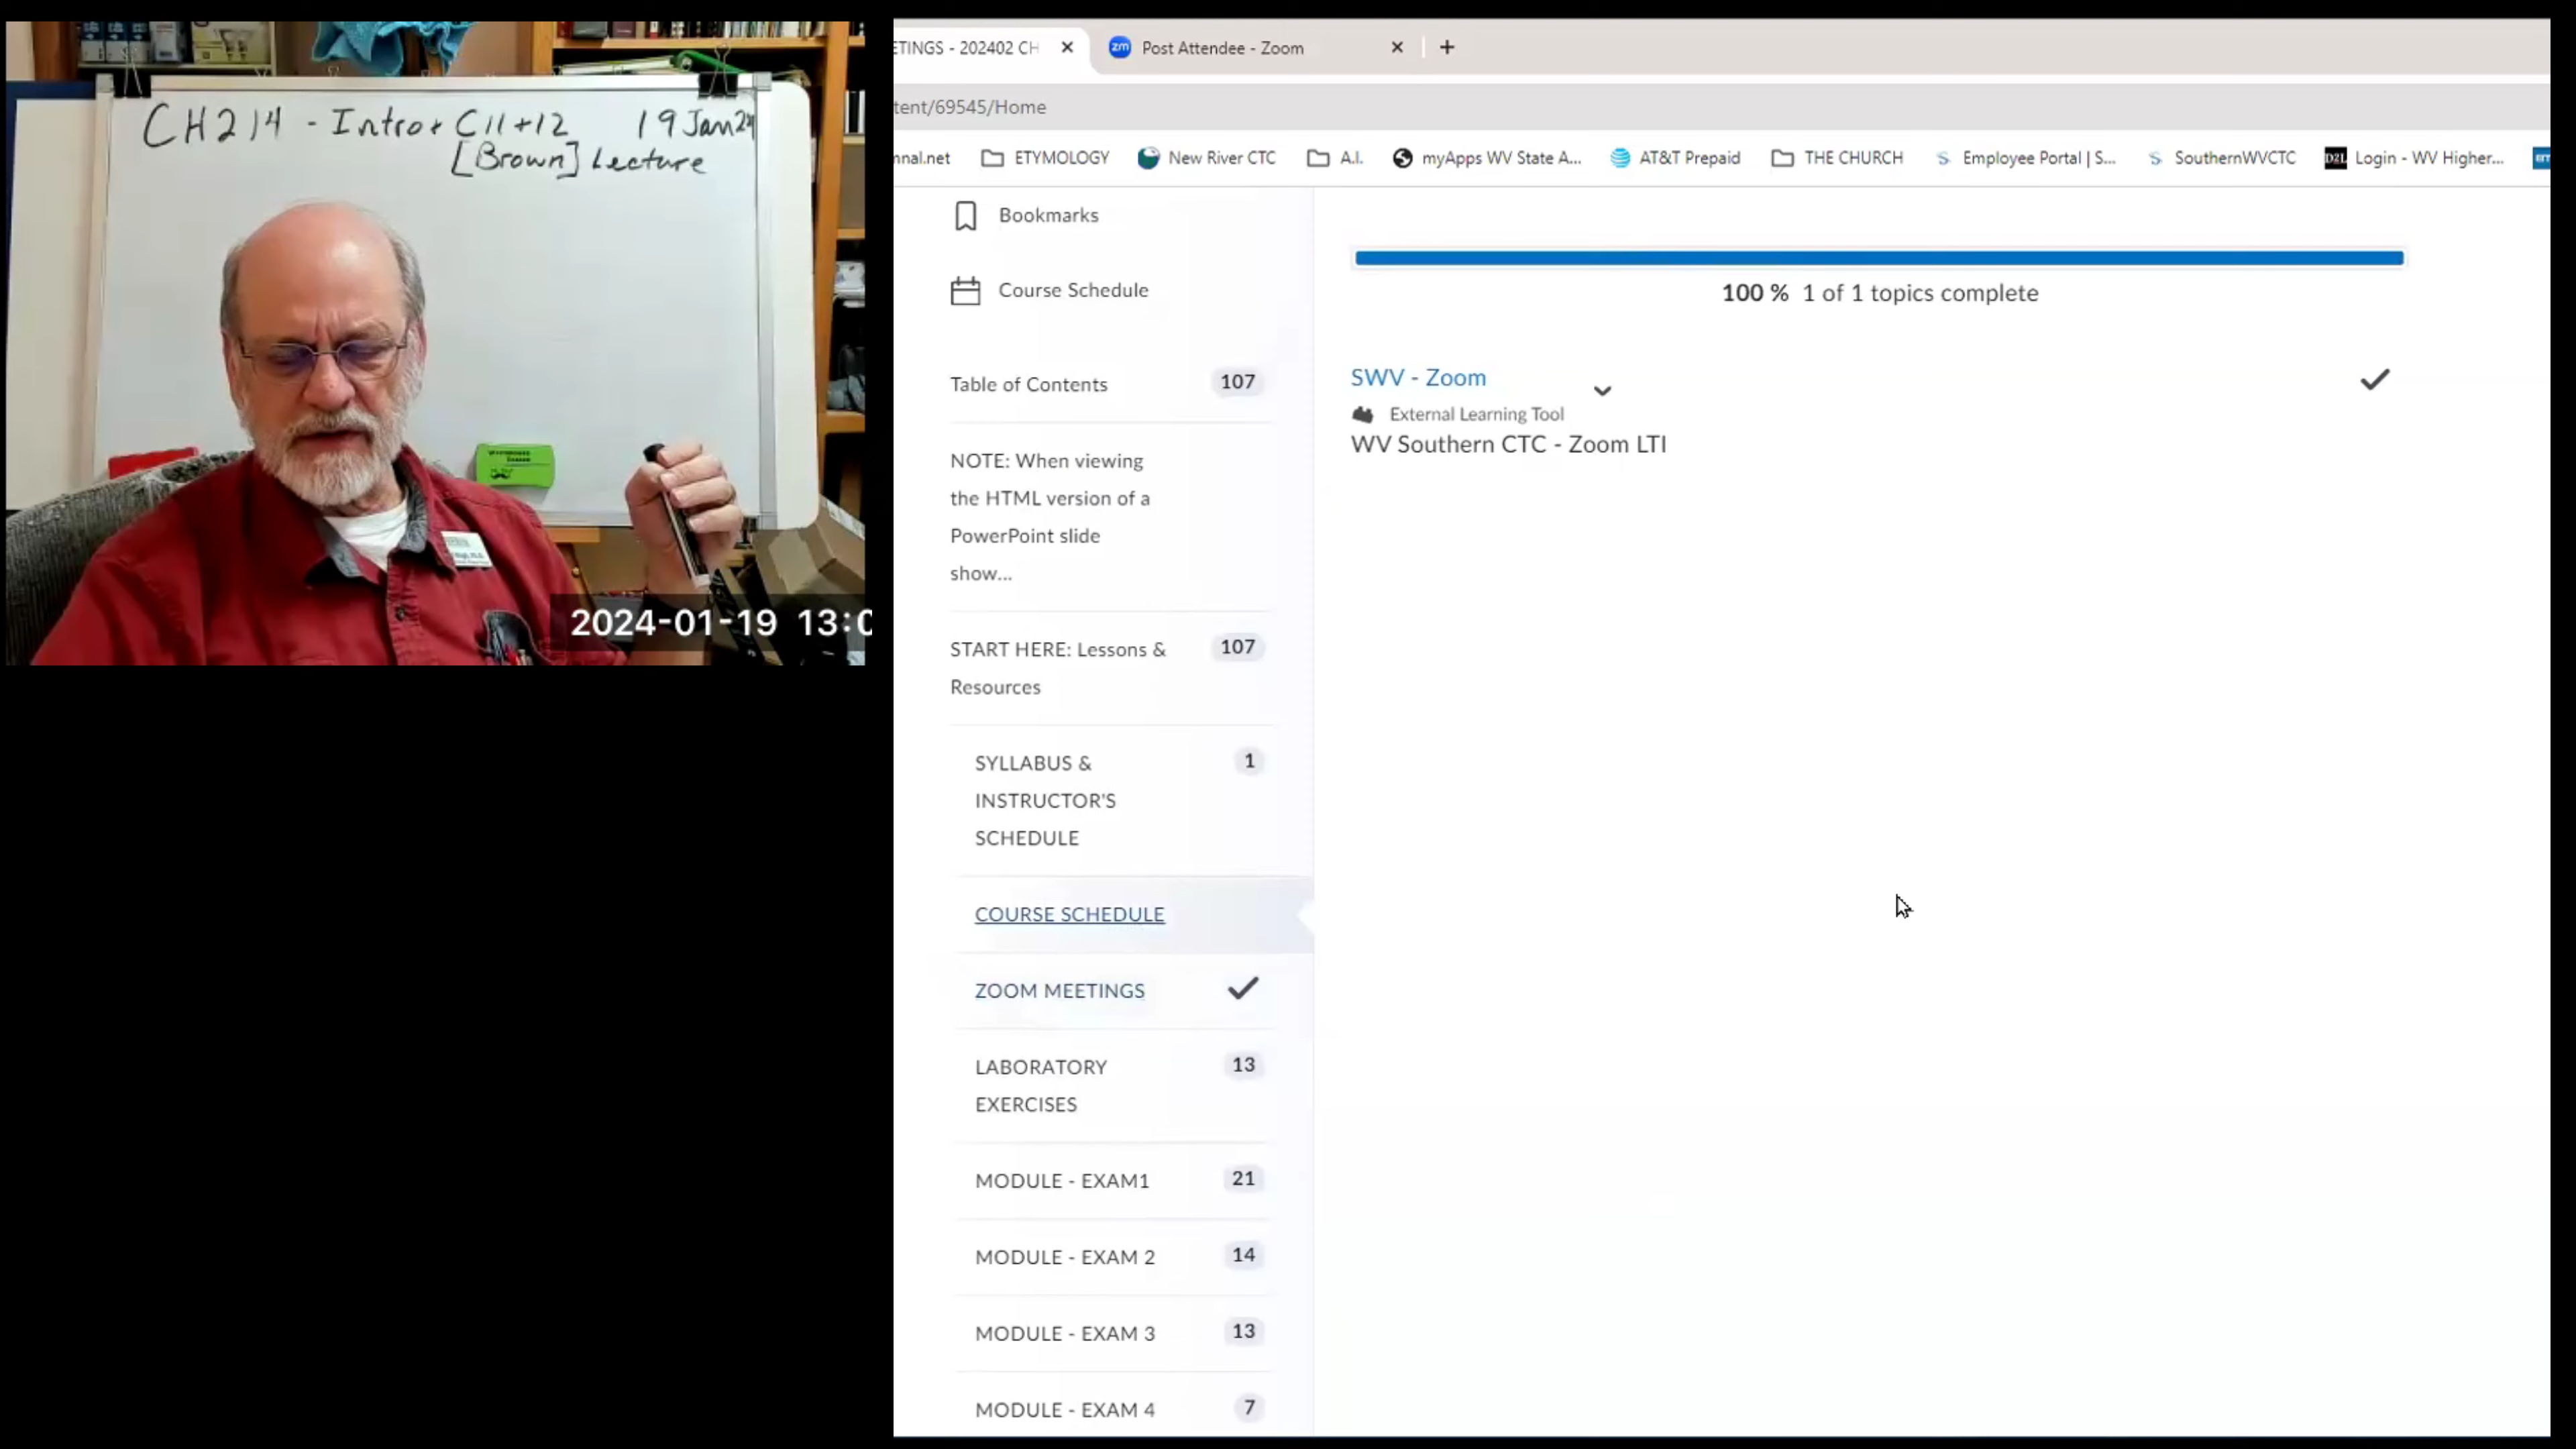 CH214 - Intro + C11+12 19Jan24
[Brown] Lecture
2024-01-19 13:0
ETINGS - 202402 CH
zm Post Attendee - Zoom
tent/69545/Home
nnal.net ETYMOLOGY New River CTC A.I. myApps WV State A... AT&T Prepaid THE CHURCH Employee Portal | S... SouthernWVCTC D2L Login - WV Higher...
Bookmarks
Course Schedule
Table of Contents 107
NOTE: When viewing
the HTML version of a
PowerPoint slide
show...
START HERE: Lessons & 107
Resources
SYLLABUS & 1
INSTRUCTOR'S
SCHEDULE
COURSE SCHEDULE
ZOOM MEETINGS
LABORATORY 13
EXERCISES
MODULE - EXAM1 21
MODULE - EXAM 2 14
MODULE - EXAM 3 13
MODULE - EXAM 4 7
100 % 1 of 1 topics complete
SWV - Zoom
External Learning Tool
WV Southern CTC - Zoom LTI